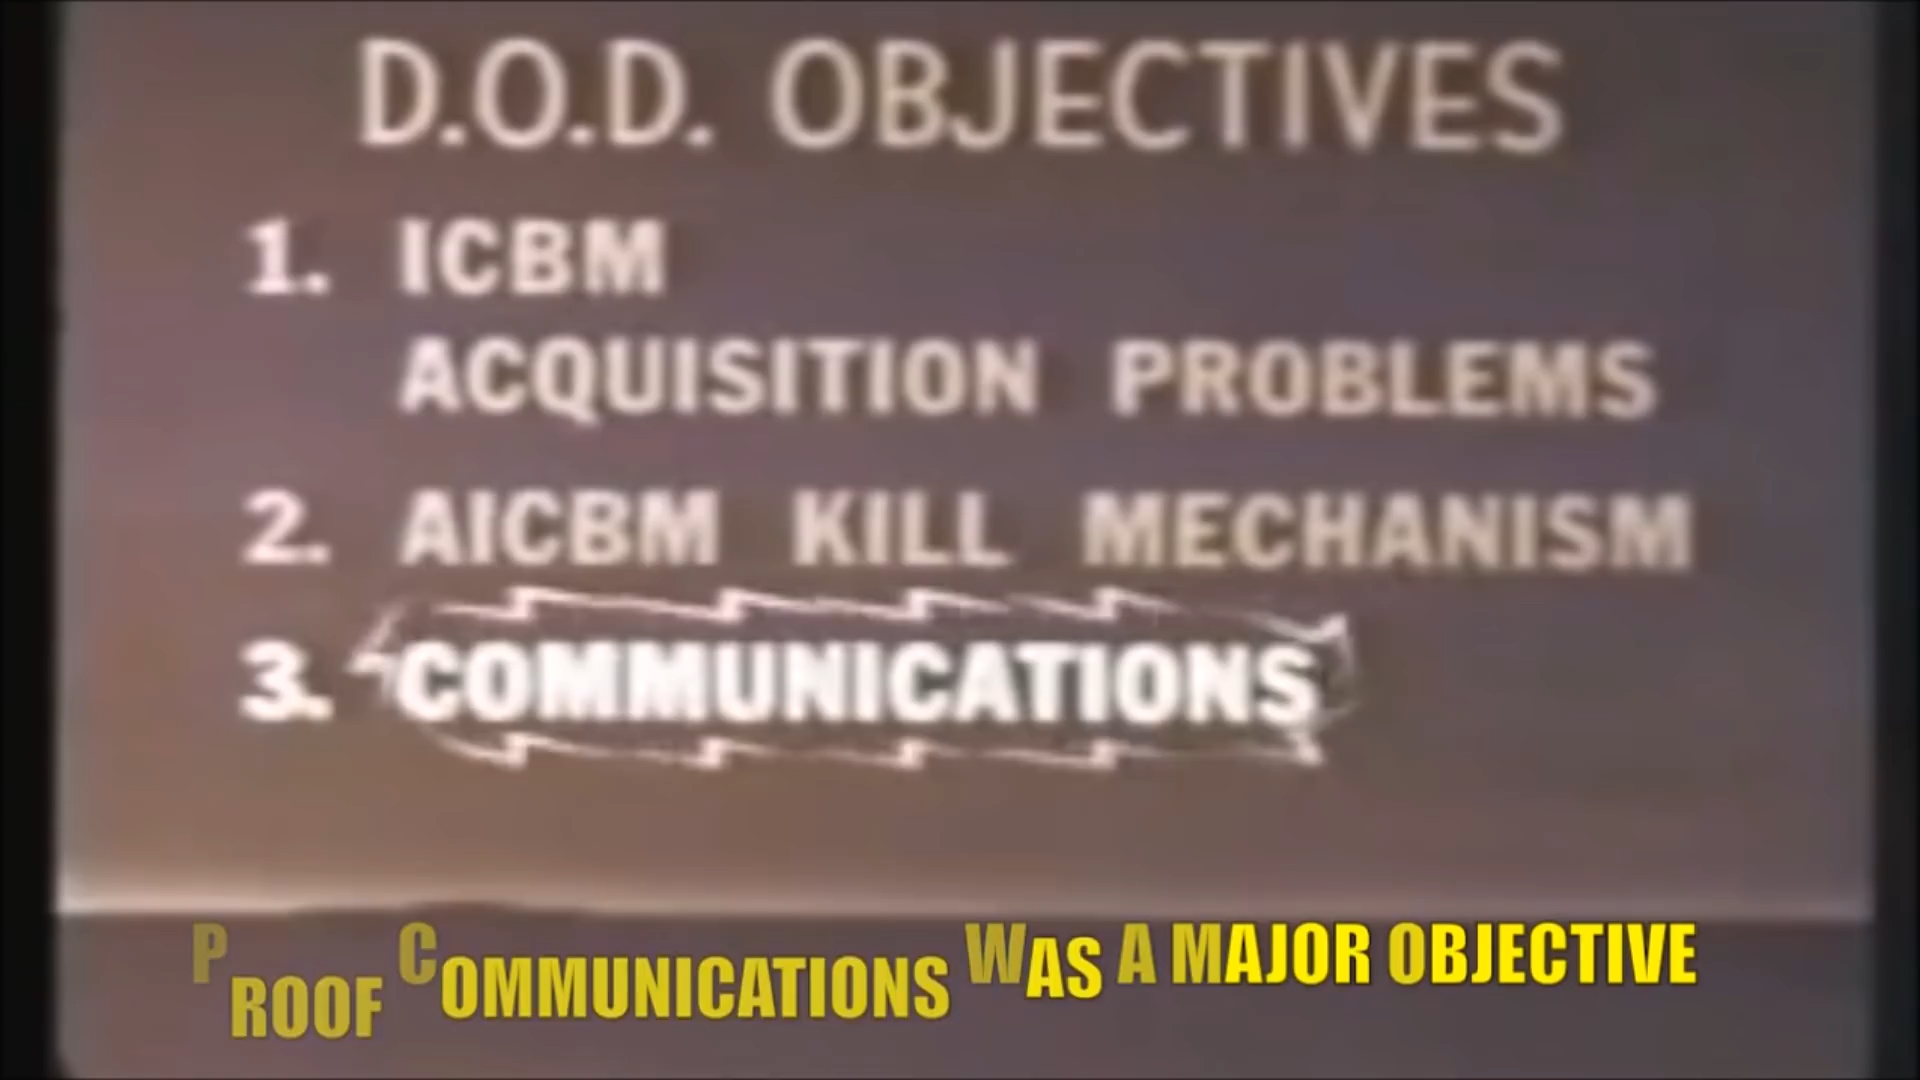 D.O.D. OBJECTIVES
1. ICBM
ACQUISITION PROBLEMS
2. AICBM KILL MECHANISM
3. COMMUNICATIONS
PROOF COMMUNICATIONS WAS A MAJOR OBJECTIVE